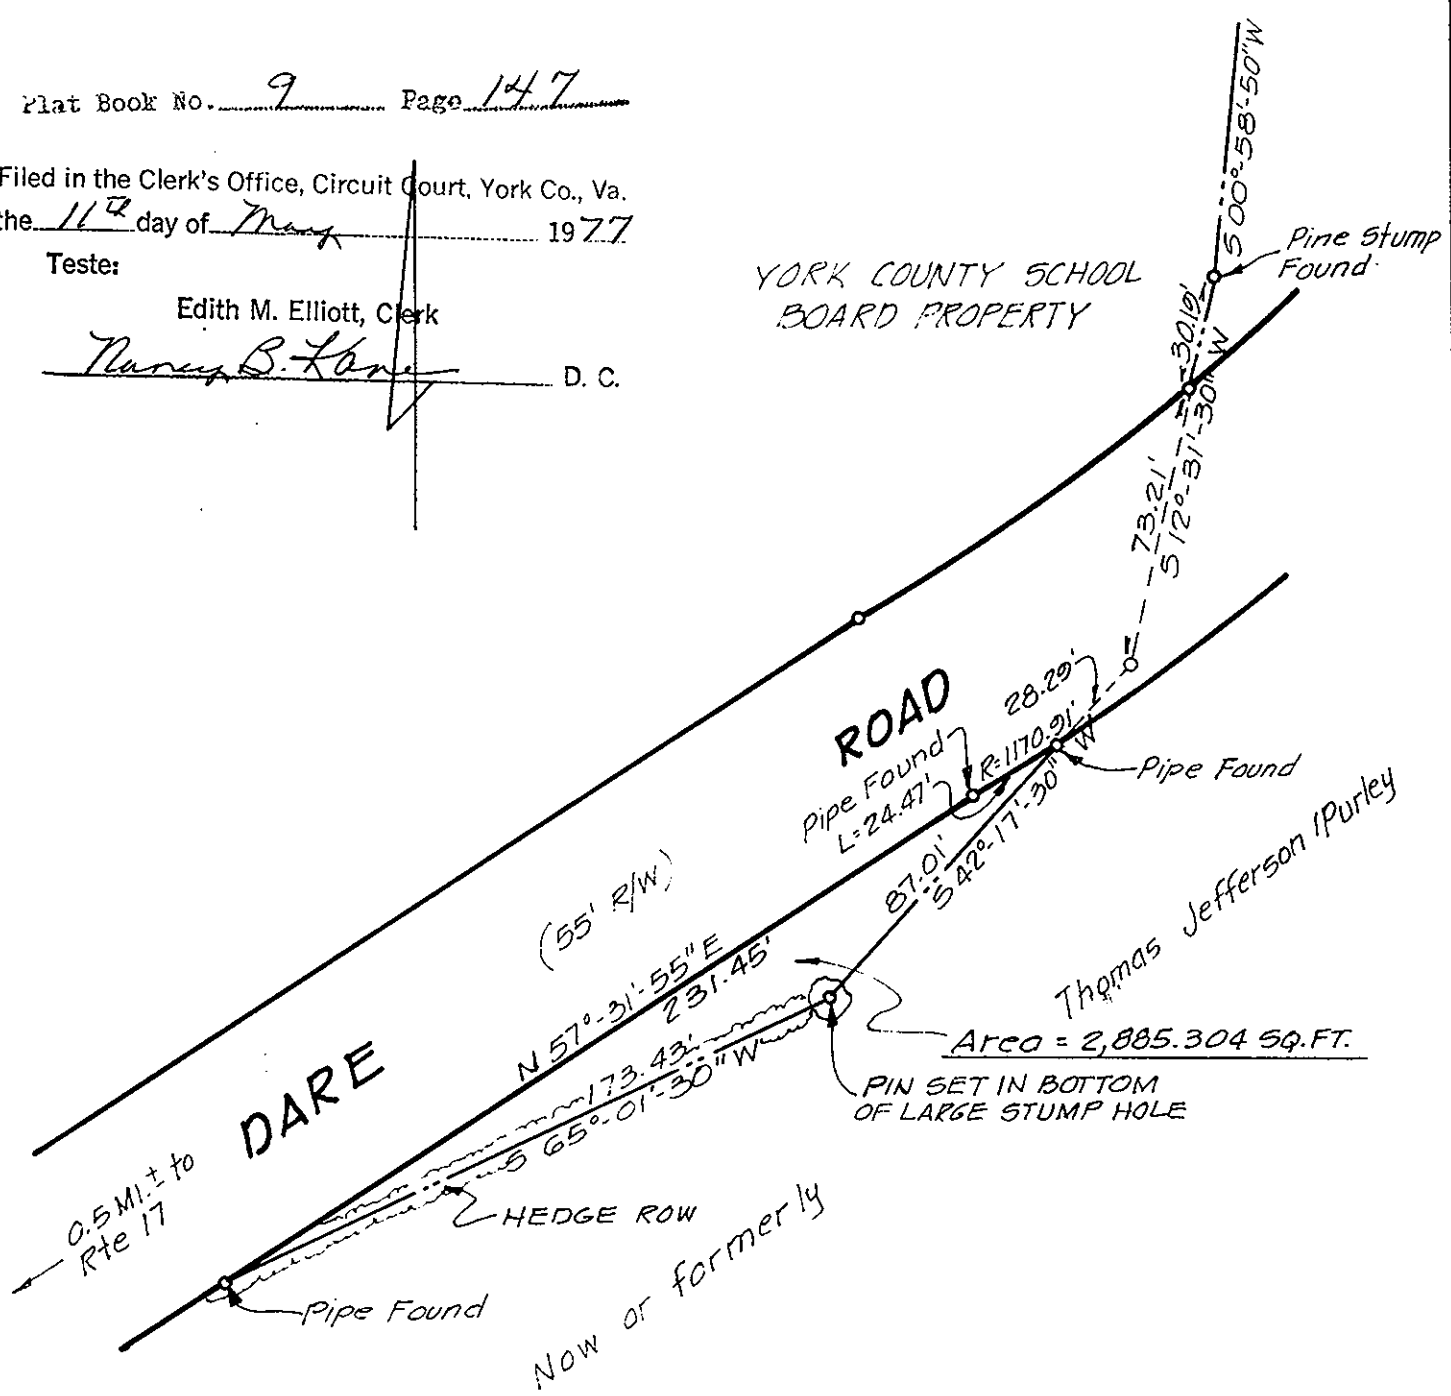 Plat Book No. 9 Page 147
Filed in the Clerk's Office, Circuit Court, York Co., Va.
the 11th day of May 1977
Teste:
Edith M. Elliott, Clerk
Nancy B. Kane D. C.
YORK COUNTY SCHOOL
BOARD PROPERTY
S 00°-58'-50" W
Pine Stump
Found
30.19'
73.21'
S 12°-31'-30" W
ROAD
28.29'
Pipe Found
L=24.47'
R=1170.91'
Pipe Found
87.01'
S 42°-17'-30" W
(55' R/W)
N 57°-31'-55" E
231.45'
173.43'
S 65°-01'-30" W
Thomas Jefferson Purley
Area = 2,885.304 SQ.FT.
PIN SET IN BOTTOM
OF LARGE STUMP HOLE
DARE
0.5 MI.± to
Rte 17
HEDGE ROW
Pipe Found
Now or formerly